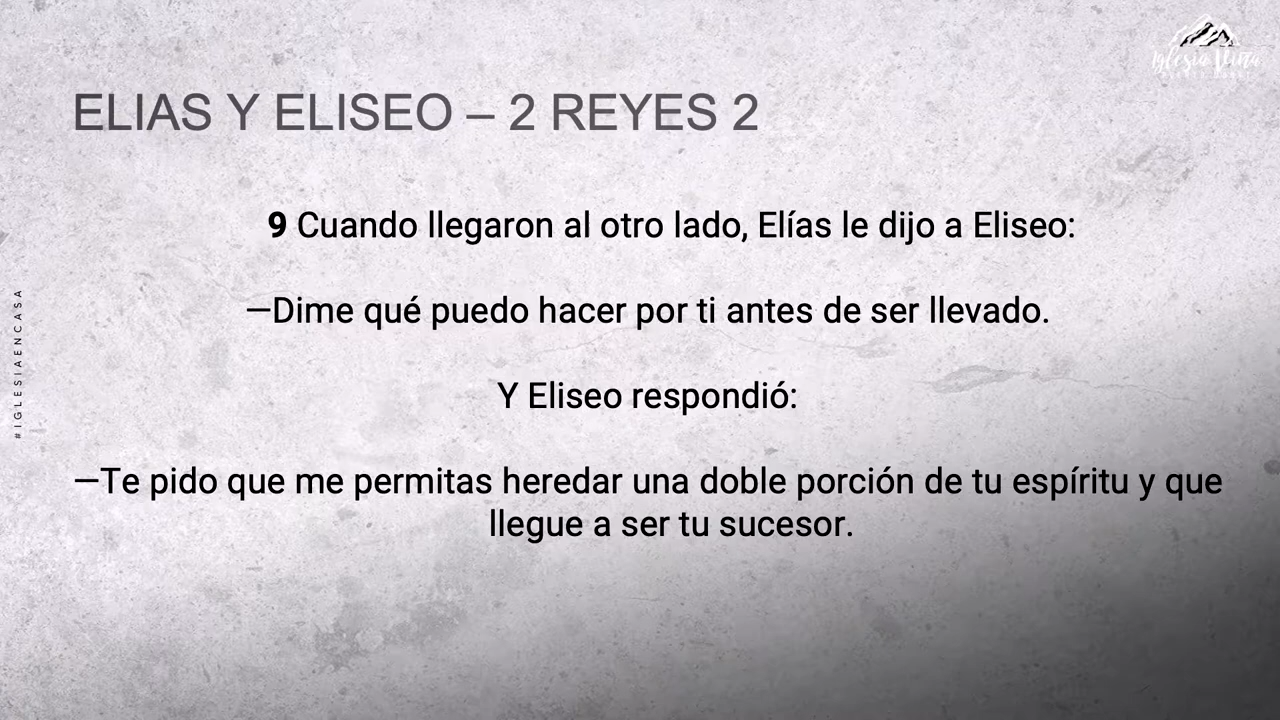 ELIAS Y ELISEO – 2 REYES 2
9 Cuando llegaron al otro lado, Elías le dijo a Eliseo:
—Dime qué puedo hacer por ti antes de ser llevado.
Y Eliseo respondió:
—Te pido que me permitas heredar una doble porción de tu espíritu y que
llegue a ser tu sucesor.
#IGLESIAENCASA
Iglesia Viña